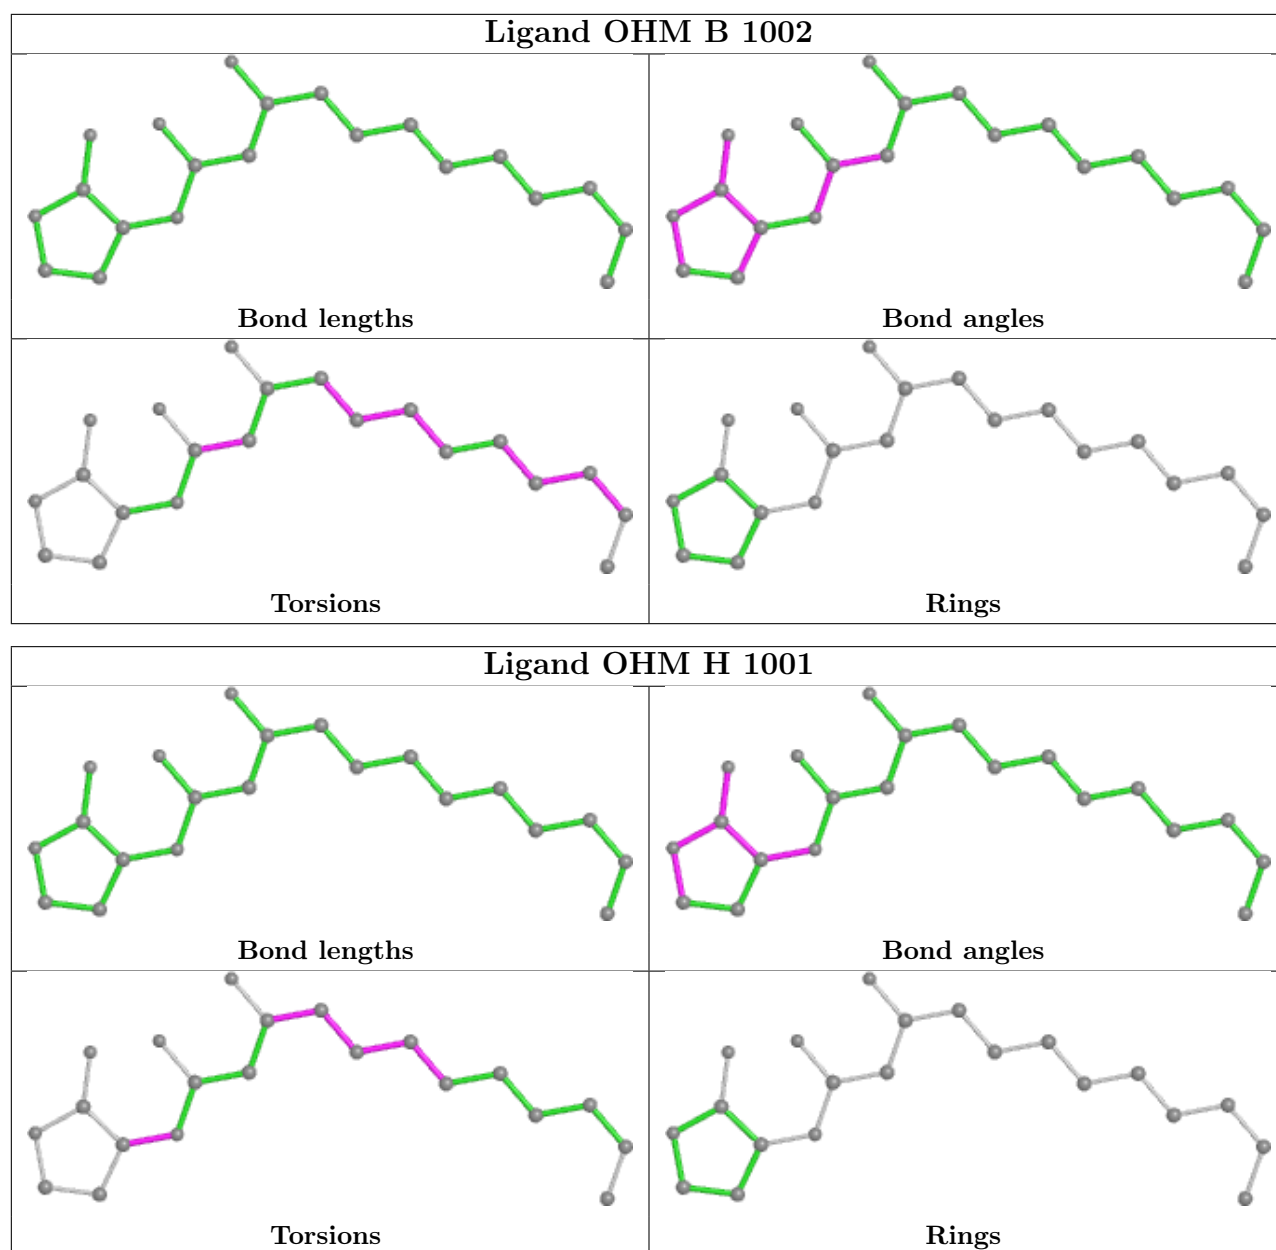 Ligand OHM B 1002
Bond lengths
Bond angles
Torsions
Rings
Ligand OHM H 1001
Bond lengths
Bond angles
Torsions
Rings